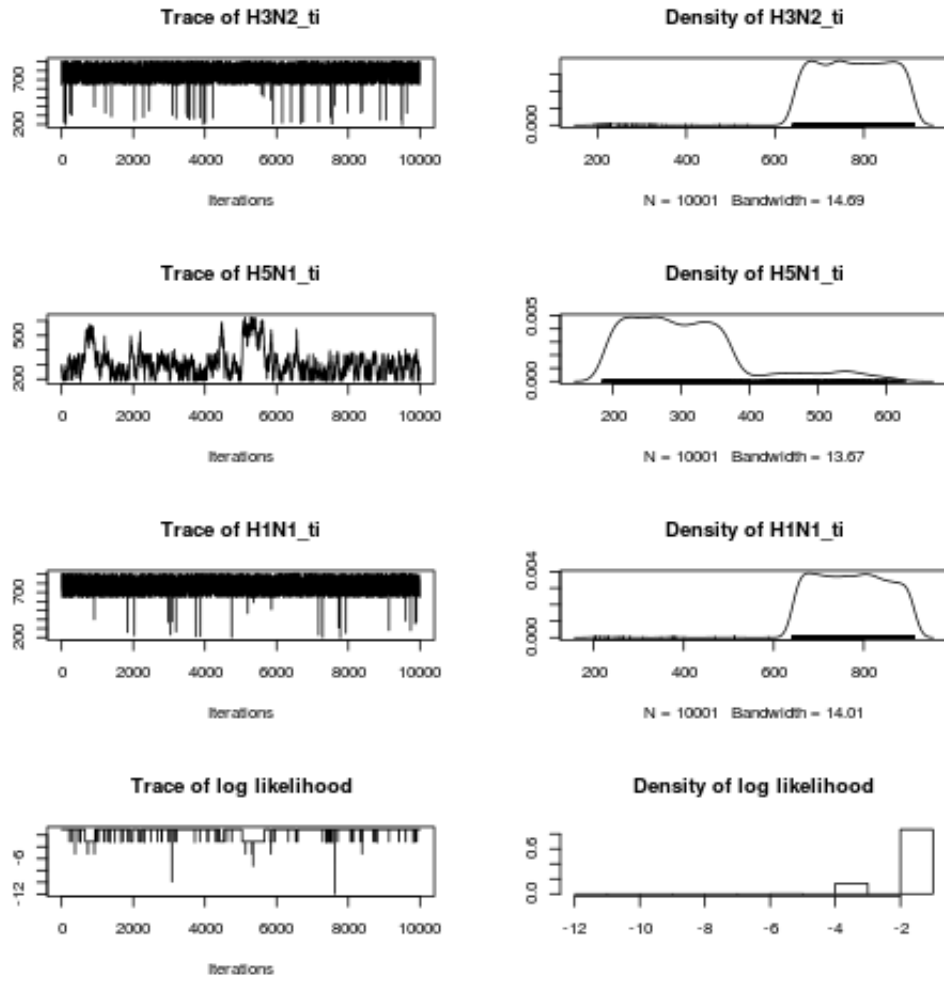 Trace of H3N2_ti
Density of H3N2_ti
700
200
0 2000 4000 6000 8000 10000
Iterations
0.000
200 400 600 800
N = 10001 Bandwidth = 14.69
Trace of H5N1_ti
Density of H5N1_ti
500
200
0 2000 4000 6000 8000 10000
Iterations
0.005
0.000
200 300 400 500 600
N = 10001 Bandwidth = 13.67
Trace of H1N1_ti
Density of H1N1_ti
700
200
0 2000 4000 6000 8000 10000
Iterations
0.004
0.000
200 400 600 800
N = 10001 Bandwidth = 14.01
Trace of log likelihood
Density of log likelihood
-6
-12
0 2000 4000 6000 8000 10000
Iterations
0.6
0.0
-12 -10 -8 -6 -4 -2